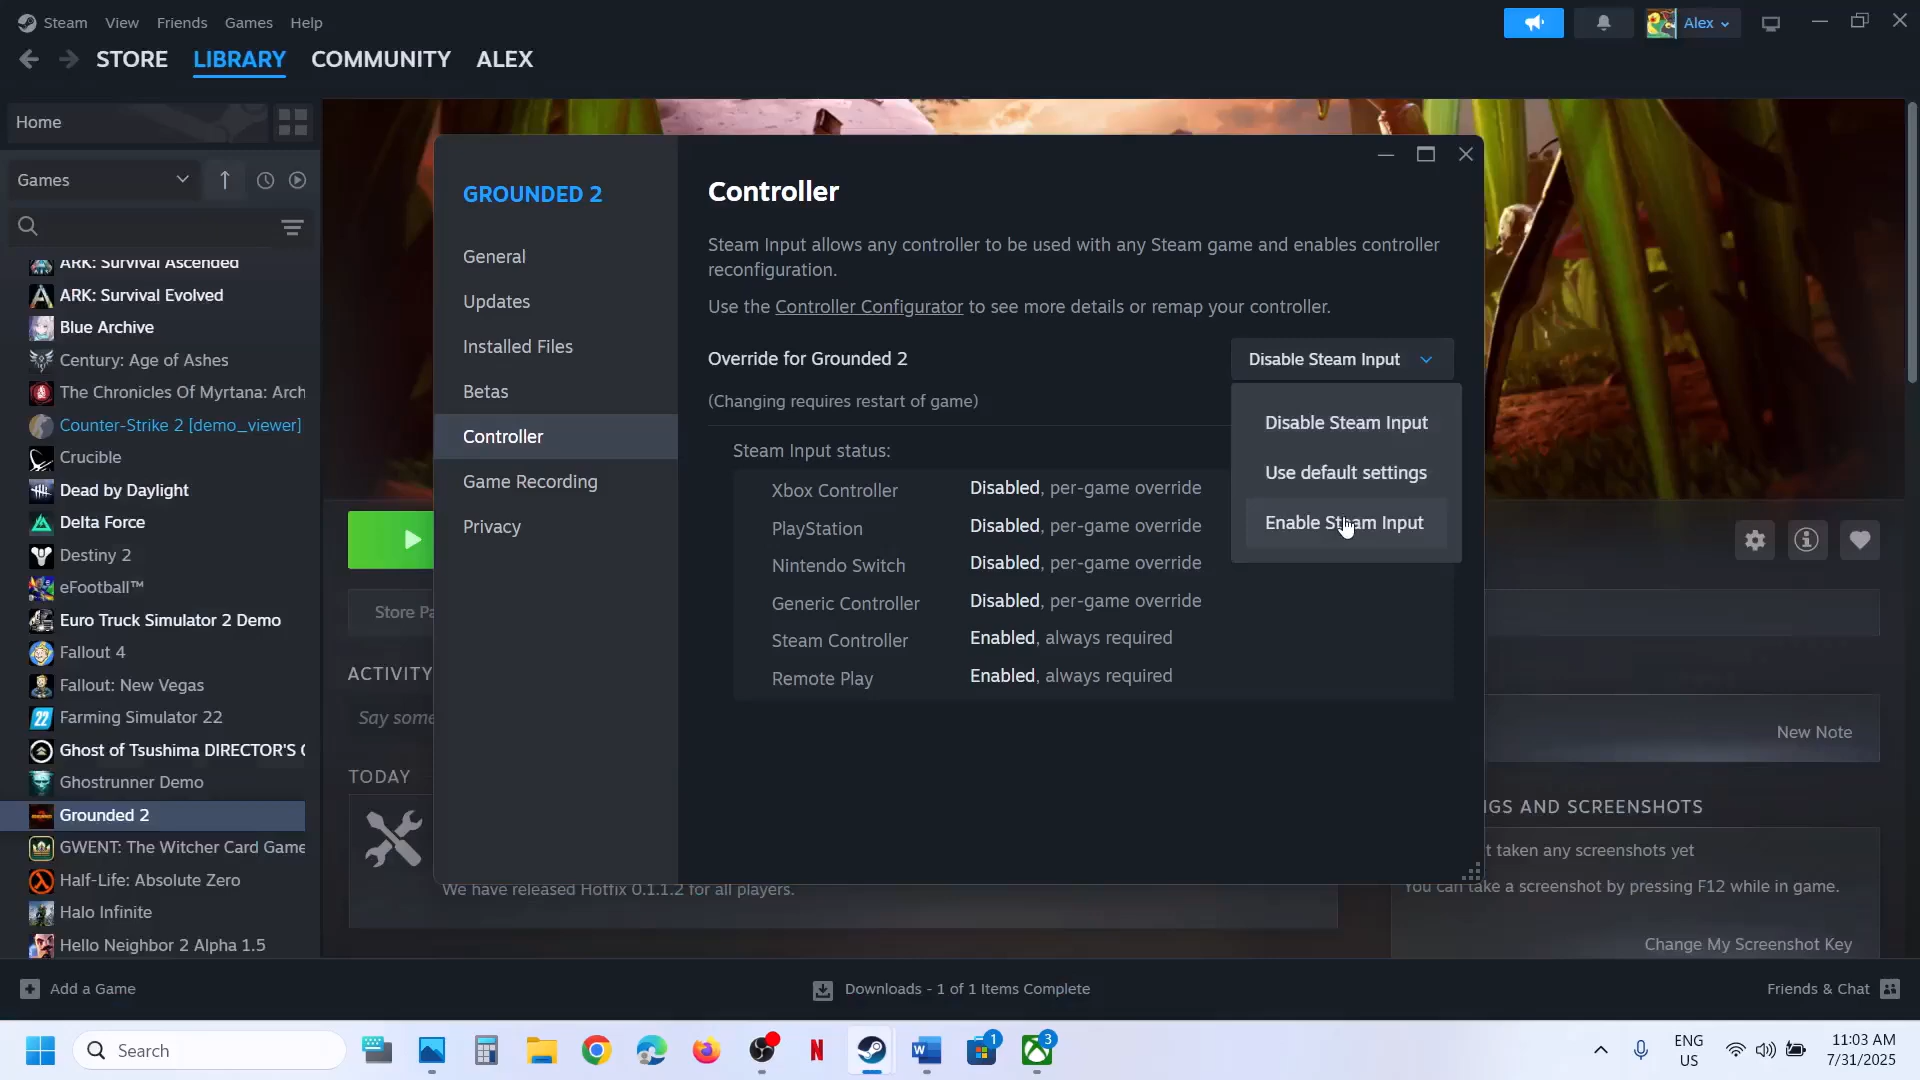 Steam View Friends Games Help
Alex
STORE LIBRARY COMMUNITY ALEX
Home
Games
ARK: Survival Ascended
ARK: Survival Evolved
Blue Archive
Century: Age of Ashes
The Chronicles Of Myrtana: Arch
Counter-Strike 2 [demo_viewer]
Crucible
Dead by Daylight
Delta Force
Destiny 2
eFootball™
Euro Truck Simulator 2 Demo
Fallout 4
Fallout: New Vegas
Farming Simulator 22
Ghost of Tsushima DIRECTOR'S C
Ghostrunner Demo
Grounded 2
GWENT: The Witcher Card Game
Half-Life: Absolute Zero
Halo Infinite
Hello Neighbor 2 Alpha 1.5
GROUNDED 2
General
Updates
Installed Files
Betas
Controller
Game Recording
Privacy
Controller
Steam Input allows any controller to be used with any Steam game and enables controller
reconfiguration.
Use the Controller Configurator to see more details or remap your controller.
Override for Grounded 2
Disable Steam Input
(Changing requires restart of game)
Disable Steam Input
Use default settings
Enable Steam Input
Steam Input status:
Xbox Controller Disabled, per-game override
PlayStation Disabled, per-game override
Nintendo Switch Disabled, per-game override
Generic Controller Disabled, per-game override
Steam Controller Enabled, always required
Remote Play Enabled, always required
Store Pa
ACTIVITY
Say some
TODAY
We have released Hotfix 0.1.1.2 for all players.
New Note
GS AND SCREENSHOTS
t taken any screenshots yet
You can take a screenshot by pressing F12 while in game.
Change My Screenshot Key
Add a Game
Downloads - 1 of 1 Items Complete
Friends & Chat
Search
1
3
ENG
US
11:03 AM
7/31/2025